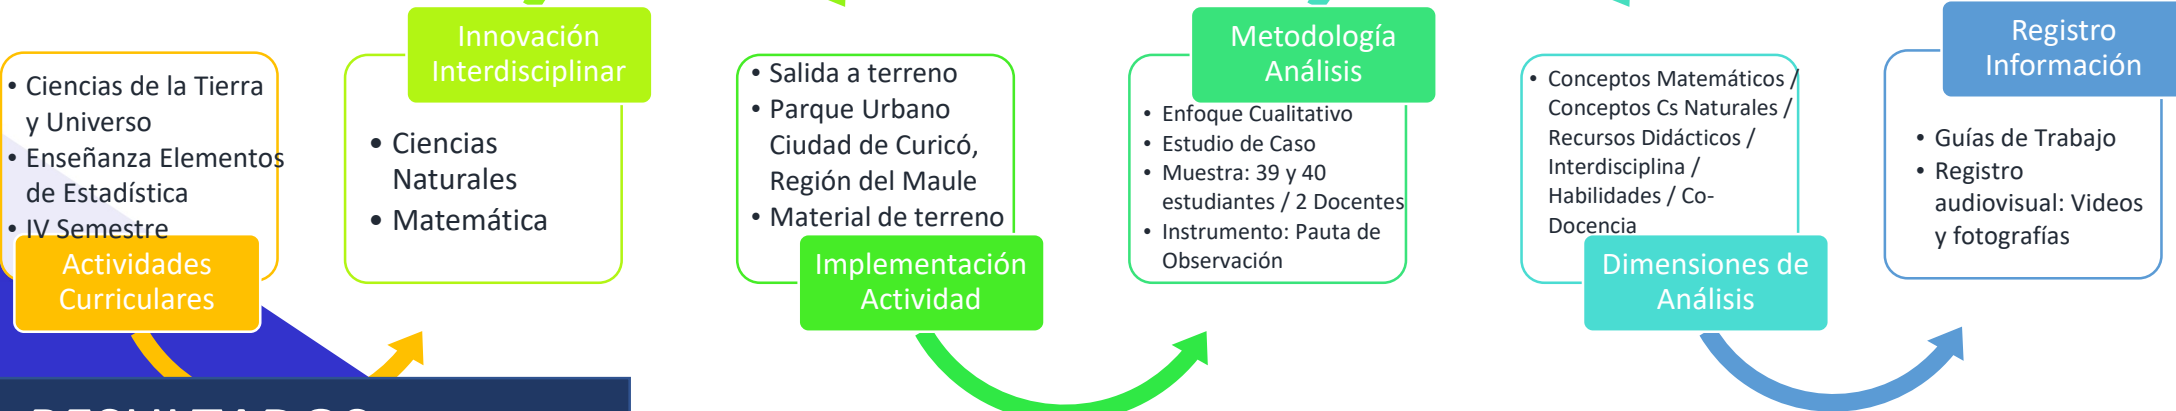 • Ciencias de la Tierra
y Universo
• Enseñanza Elementos
de Estadística
• IV Semestre
Actividades
Curriculares
Innovación
Interdisciplinar
• Ciencias
Naturales
• Matemática
• Salida a terreno
• Parque Urbano
Ciudad de Curicó,
Región del Maule
• Material de terreno
Implementación
Actividad
Metodología
Análisis
• Enfoque Cualitativo
• Estudio de Caso
• Muestra: 39 y 40
estudiantes / 2 Docentes
• Instrumento: Pauta de
Observación
• Conceptos Matemáticos /
Conceptos Cs Naturales /
Recursos Didácticos /
Interdisciplina /
Habilidades / Co-
Docencia
Dimensiones de
Análisis
Registro
Información
• Guías de Trabajo
• Registro
audiovisual: Videos
y fotografías
RESULTADOS